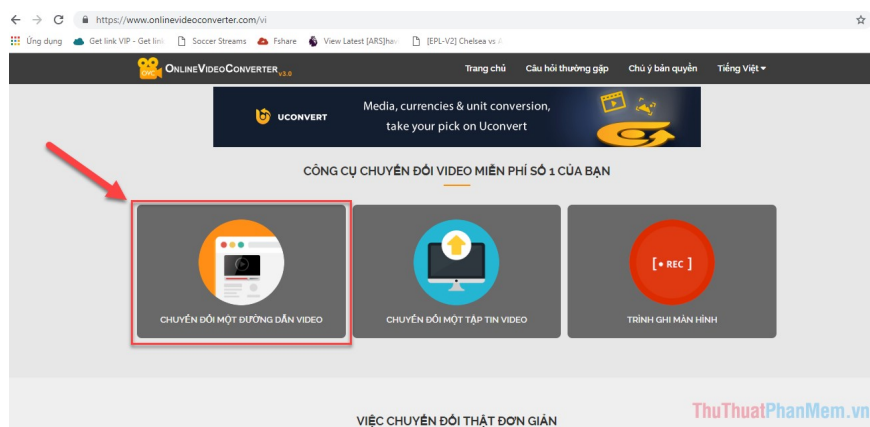 https://www.onlinevideoconverter.com/vi
Ứng dụng Get link VIP - Get lin Soccer Streams Fshare View Latest [ARS]hav [EPL-V2] Chelsea vs A
OVC ONLINEVIDEOCONVERTER v3.0 Trang chủ Câu hỏi thường gặp Chú ý bản quyền Tiếng Việt
UCONVERT
Media, currencies & unit conversion,
take your pick on Uconvert
CÔNG CỤ CHUYỂN ĐỔI VIDEO MIỄN PHÍ SỐ 1 CỦA BẠN
[• REC ]
CHUYỂN ĐỔI MỘT ĐƯỜNG DẪN VIDEO CHUYỂN ĐỔI MỘT TẬP TIN VIDEO TRÌNH GHI MÀN HÌNH
VIỆC CHUYỂN ĐỔI THẬT ĐƠN GIẢN
ThuThuatPhanMem.vn